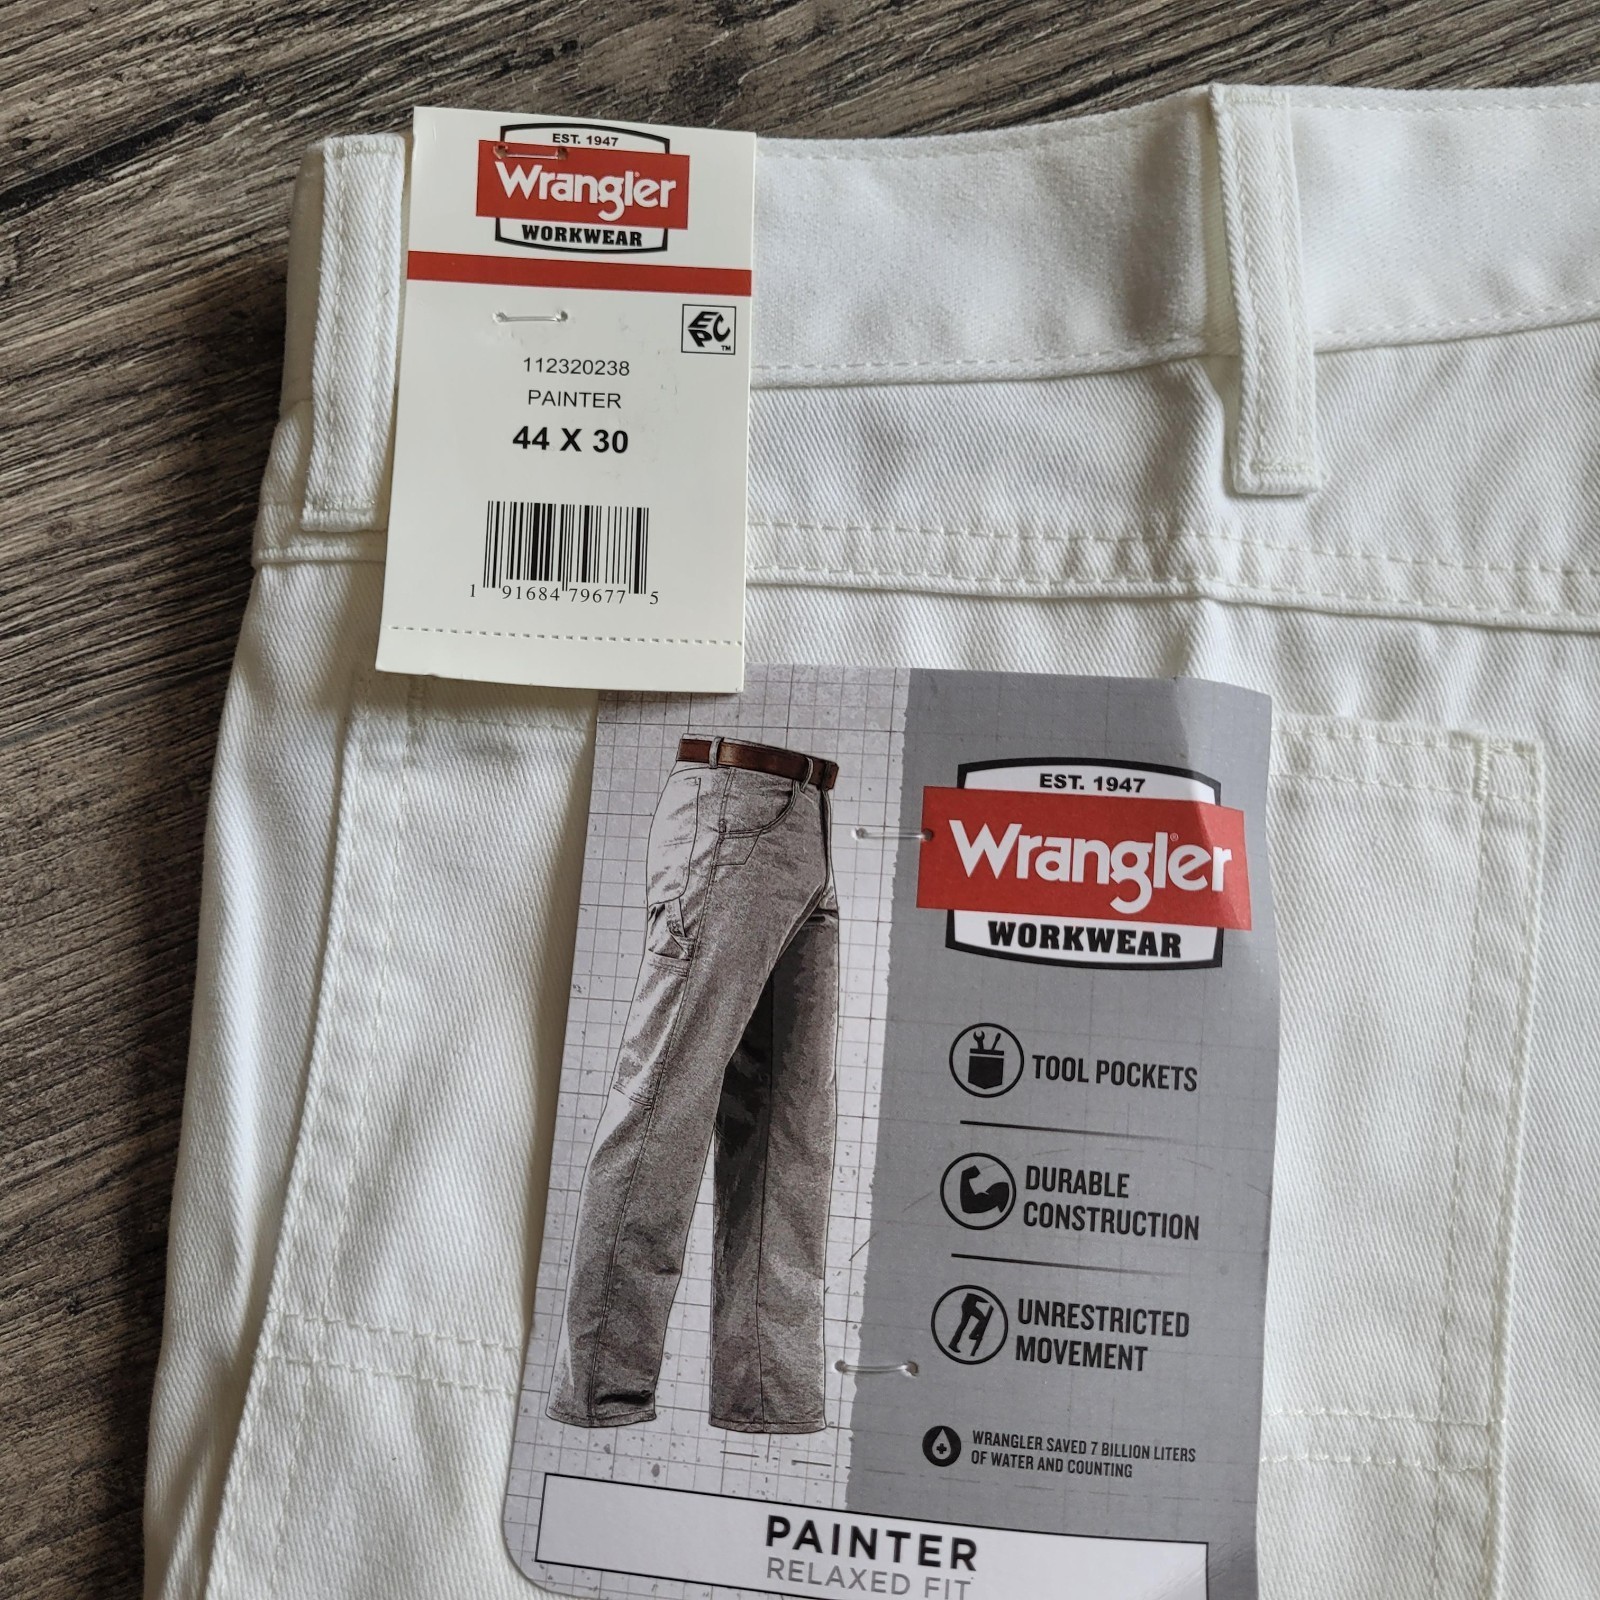 EST. 1947
Wrangler
WORKWEAR
EPC™
112320238
PAINTER
44 X 30
1 91684 79677 5
EST. 1947
Wrangler®
WORKWEAR
TOOL POCKETS
DURABLE
CONSTRUCTION
UNRESTRICTED
MOVEMENT
WRANGLER SAVED 7 BILLION LITERS
OF WATER AND COUNTING
PAINTER
RELAXED FIT